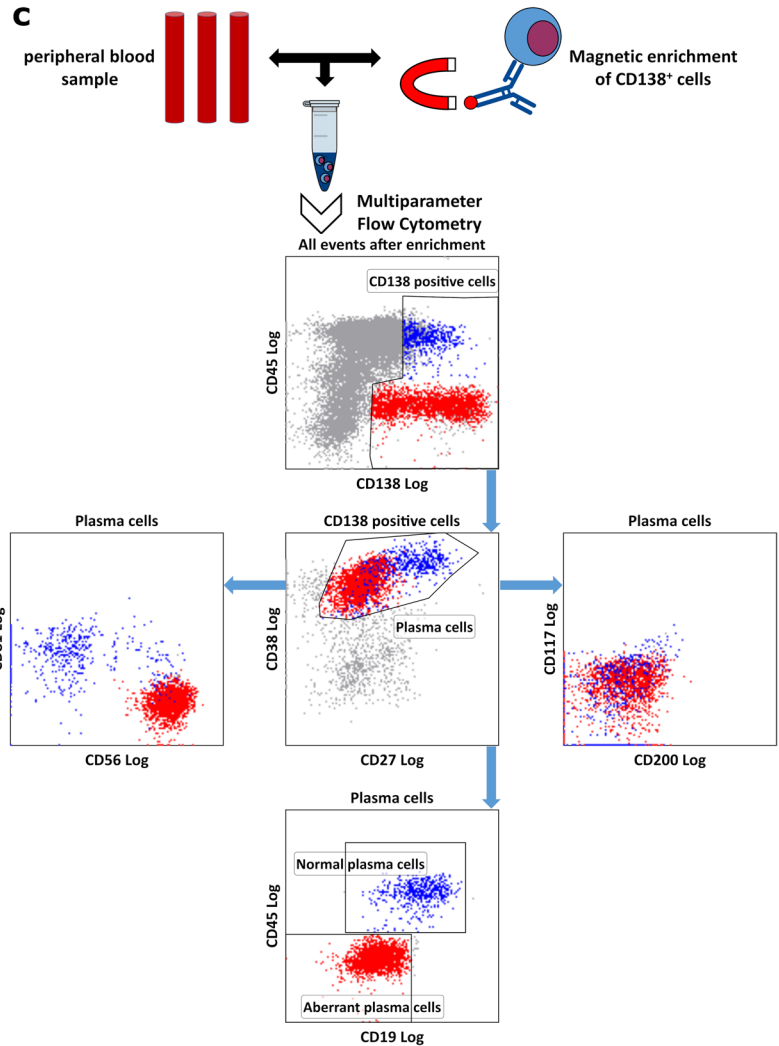 C
peripheral blood
sample
Magnetic enrichment
of CD138⁺ cells
Multiparameter
Flow Cytometry
All events after enrichment
CD138 positive cells
CD45 Log
CD138 Log
Plasma cells
CD56 Log
CD138 positive cells
CD38 Log
Plasma cells
CD27 Log
Plasma cells
CD117 Log
CD200 Log
Plasma cells
Normal plasma cells
CD45 Log
Aberrant plasma cells
CD19 Log